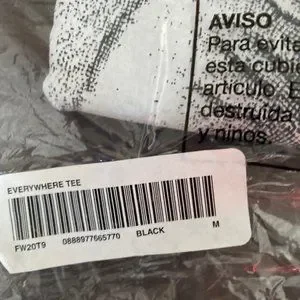 AVISO
Para evita
esta cubie
artículo. E
destruida
y niños.
EVERYWHERE TEE
FW20T9 0888977665770 BLACK M